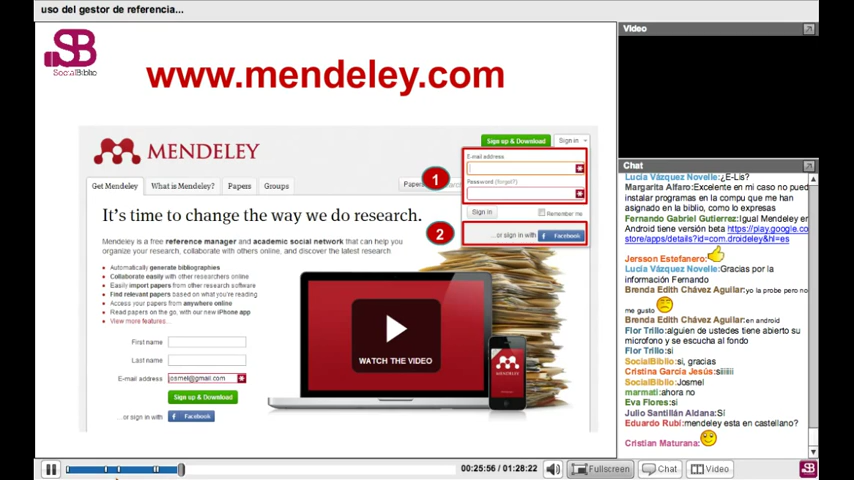 uso del gestor de referencia...
SB
SocialBiblio
www.mendeley.com
MENDELEY
Sign up & Download
Sign in
Get Mendeley
What is Mendeley?
Papers
Groups
Papers
1
E-mail address
Password (forgot?)
Sign in
Remember me
2
...or sign in with
Facebook
It's time to change the way we do research.
Mendeley is a free reference manager and academic social network that can help you
organize your research, collaborate with others online, and discover the latest research
Automatically generate bibliographies
Collaborate easily with other researchers online
Easily import papers from other research software
Find relevant papers based on what you're reading
Access your papers from anywhere online
Read papers on the go, with our new iPhone app
View more features...
First name
Last name
E-mail address
josmel@gmail.com
Sign up & Download
...or sign in with
Facebook
WATCH THE VIDEO
MENDELEY
Video
Chat
Lucia Vázquez Novelle:¿E-Lis?
Margarita Alfaro:Excelente en mi caso no pued
instalar programas en la compu que me han
asignado en la biblio, como lo expresas
Fernando Gabriel Gutierrez:Igual Mendeley en
Android tiene versión beta https://play.google.co
store/apps/details?id=com.droideley&hl=es
Jersson Estefanero:
Lucia Vázquez Novelle:Gracias por la
información Fernando
Brenda Edith Chávez Aguilar:yo la probe pero no
me gusto
Brenda Edith Chávez Aguilar:en android
Flor Trillo:alguien de ustedes tiene abierto su
microfono y se escucha al fondo
Flor Trillo:si
SocialBiblio:si, gracias
Cristina García Jesús:siiiiii
SocialBiblio:Josmel
marmati:ahora no
Eva Flores:si
Julio Santillán Aldana:Sí
Eduardo Rubi:mendeley esta en castellano?
Cristian Maturana:
00:25:56 / 01:28:22
Fullscreen
Chat
Video
SB